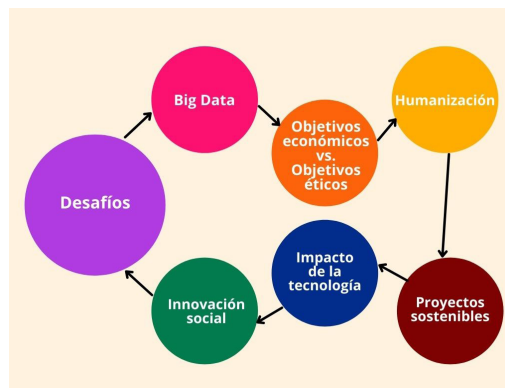 Desafíos
Big Data
Objetivos
económicos
vs.
Objetivos
éticos
Humanización
Proyectos
sostenibles
Impacto
de la
tecnología
Innovación
social